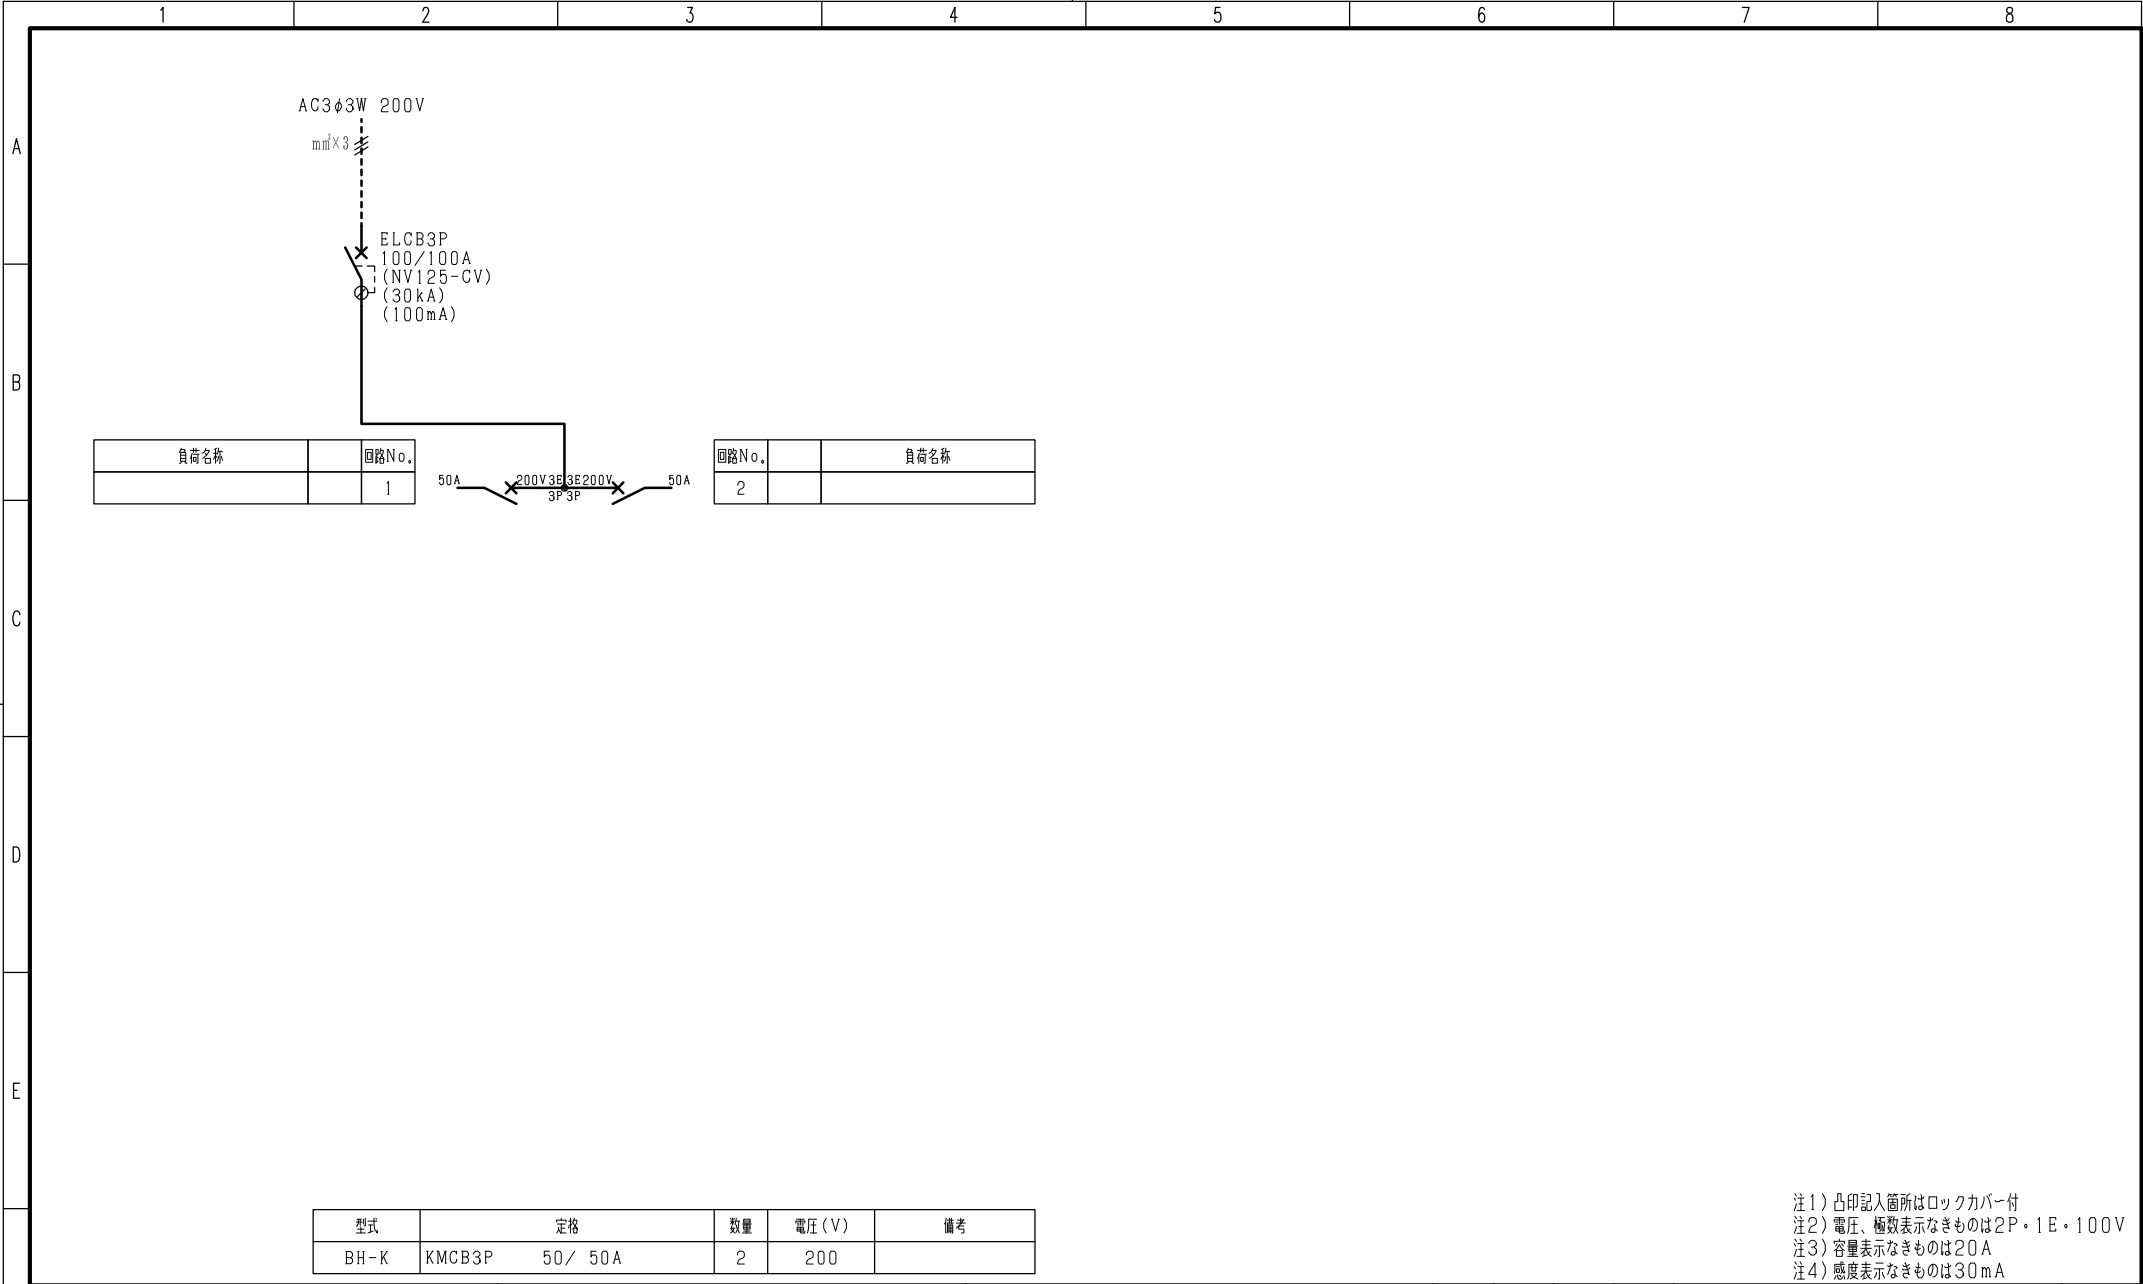 1 2 3 4 5 6 7 8
A
B
C
D
E
AC3φ3W 200V
mm²×3
ELCB3P
100/100A
(NV125-CV)
(30kA)
(100mA)
負荷名称 回路No.
1
50A 200V3E3E200V 50A
3P3P
回路No. 負荷名称
2
型式 定格 数量 電圧(V) 備考
BH-K KMCB3P 50/ 50A 2 200
注1)凸印記入箇所はロックカバー付
注2)電圧、極数表示なきものは2P・1E・100V
注3)容量表示なきものは20A
注4)感度表示なきものは30mA